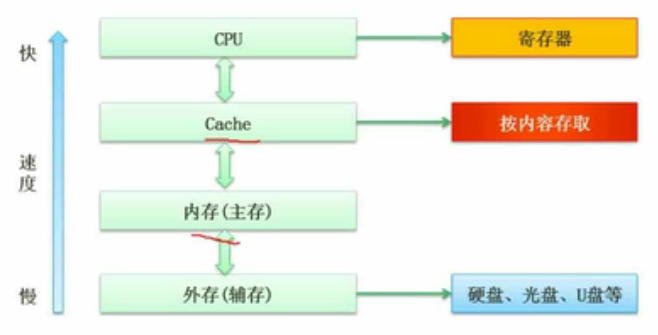 快
速
度
慢
CPU
寄存器
Cache
按内容存取
内存(主存)
外存(辅存)
硬盘、光盘、U盘等